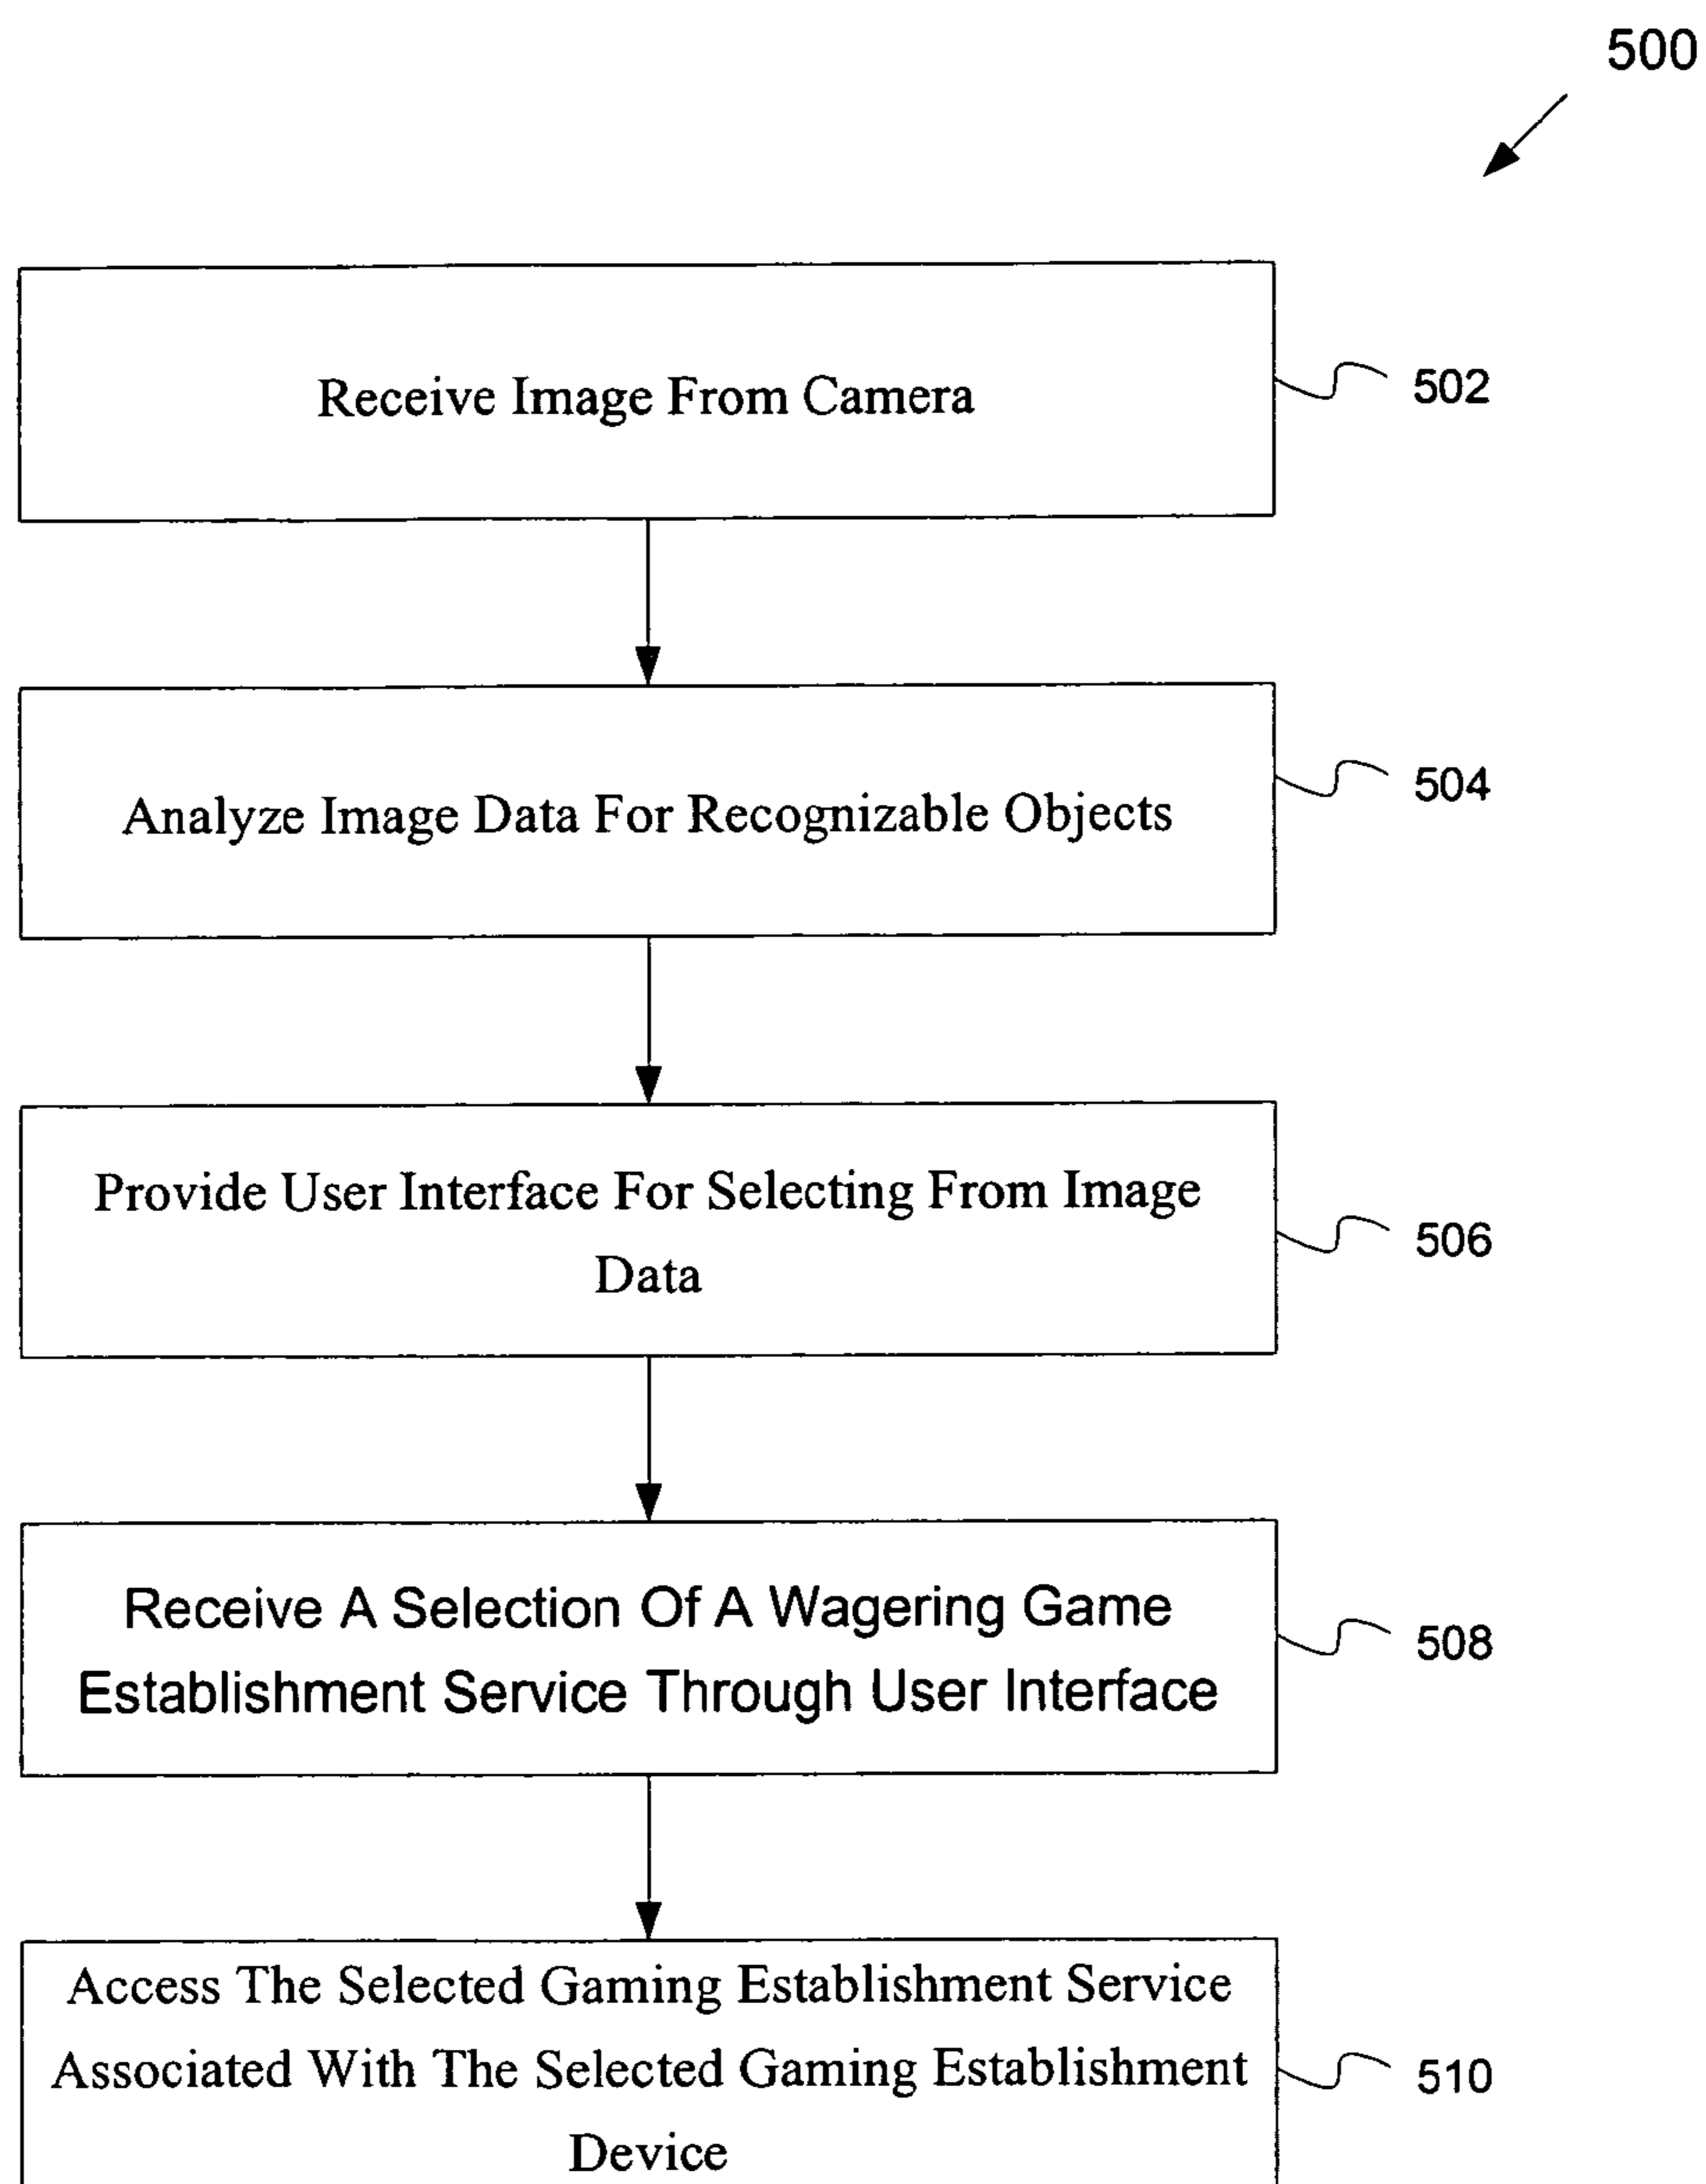 500
Receive Image From Camera
502
Analyze Image Data For Recognizable Objects
504
Provide User Interface For Selecting From Image
Data
506
Receive A Selection Of A Wagering Game
Establishment Service Through User Interface
508
Access The Selected Gaming Establishment Service
Associated With The Selected Gaming Establishment
Device
510